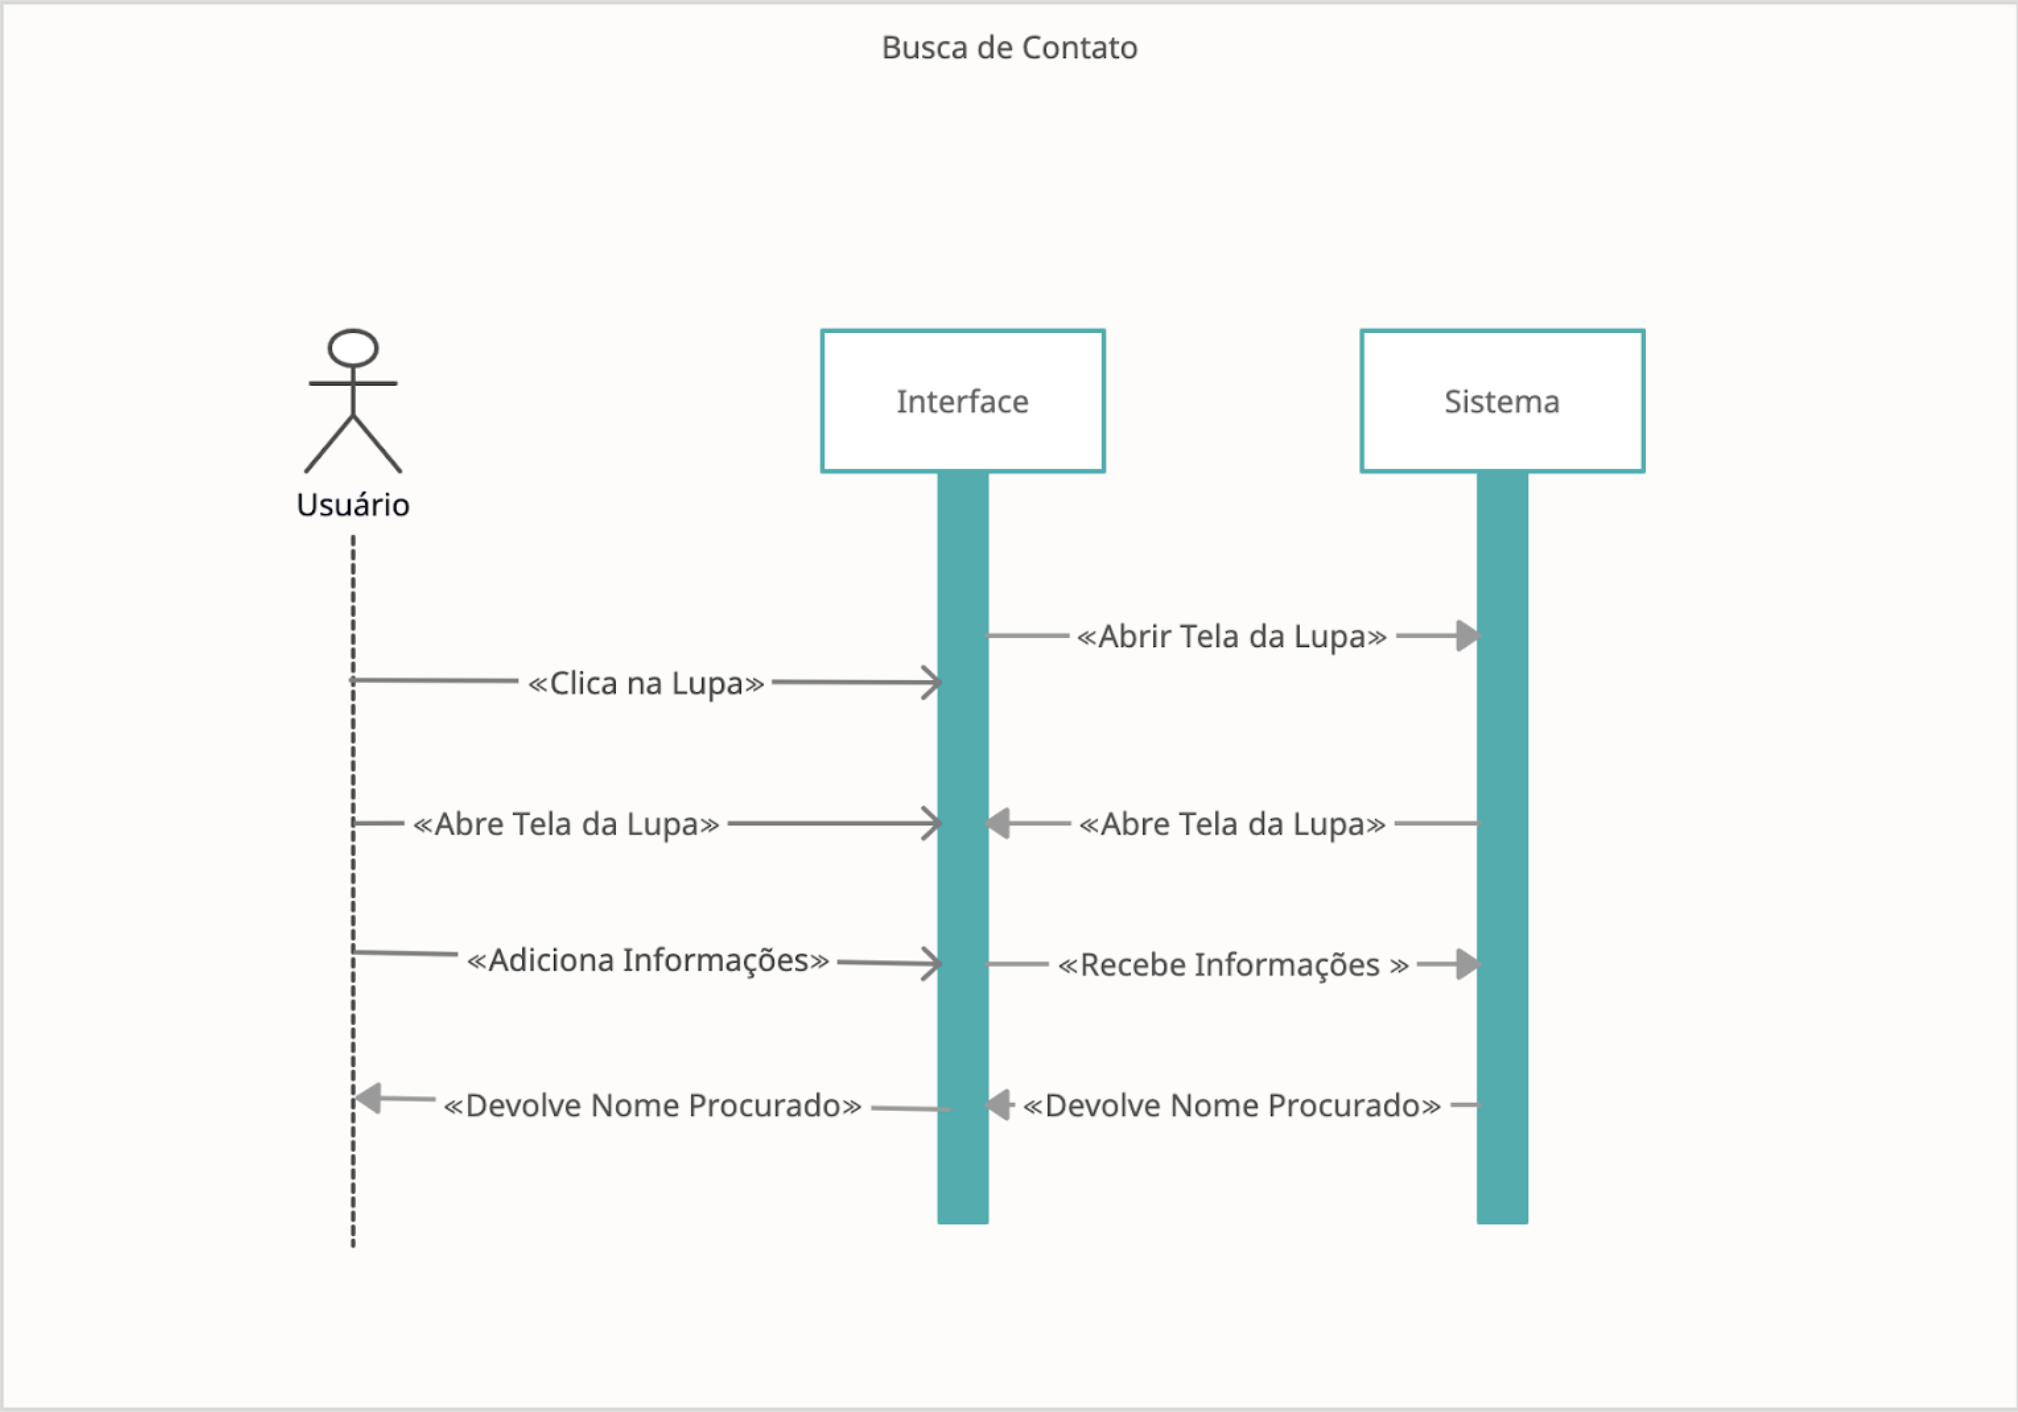 Busca de Contato
Usuário
Interface
Sistema
«Abrir Tela da Lupa»
«Clica na Lupa»
«Abre Tela da Lupa»
«Abre Tela da Lupa»
«Adiciona Informações»
«Recebe Informações »
«Devolve Nome Procurado»
«Devolve Nome Procurado»